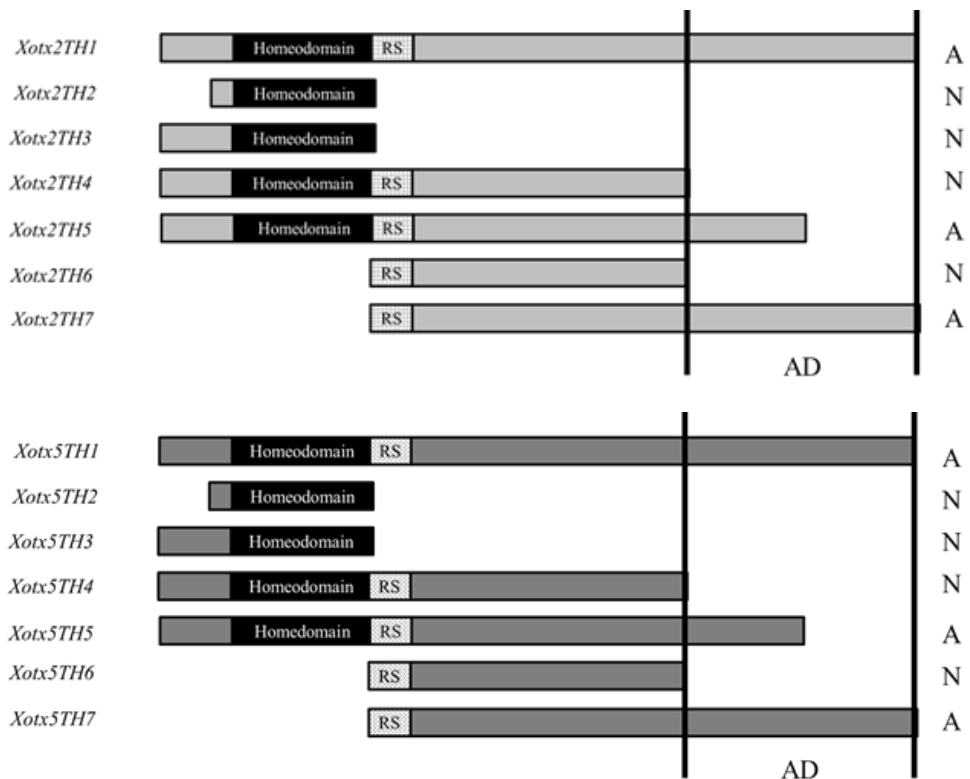 Xotx2TH1 Homeodomain RS A
Xotx2TH2 Homeodomain N
Xotx2TH3 Homeodomain N
Xotx2TH4 Homeodomain RS N
Xotx2TH5 Homedomain RS A
Xotx2TH6 RS N
Xotx2TH7 RS A
AD
Xotx5TH1 Homeodomain RS A
Xotx5TH2 Homeodomain N
Xotx5TH3 Homeodomain N
Xotx5TH4 Homeodomain RS N
Xotx5TH5 Homedomain RS A
Xotx5TH6 RS N
Xotx5TH7 RS A
AD